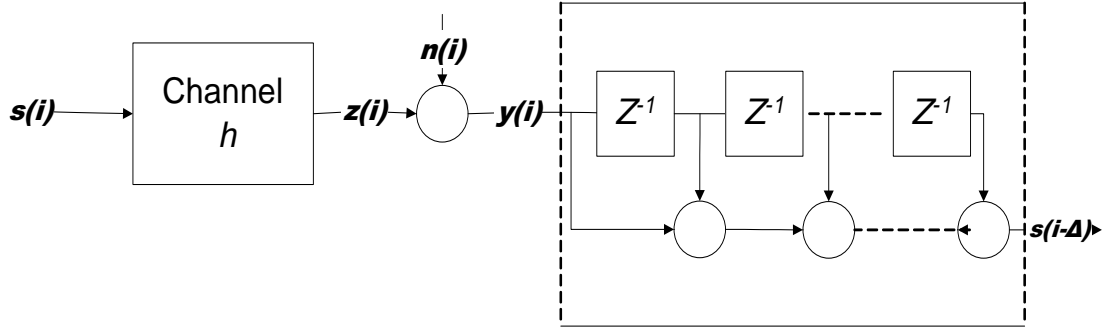 n(i)
s(i)
Channel
h
z(i)
y(i)
Z⁻¹
Z⁻¹
Z⁻¹
s(i-Δ)